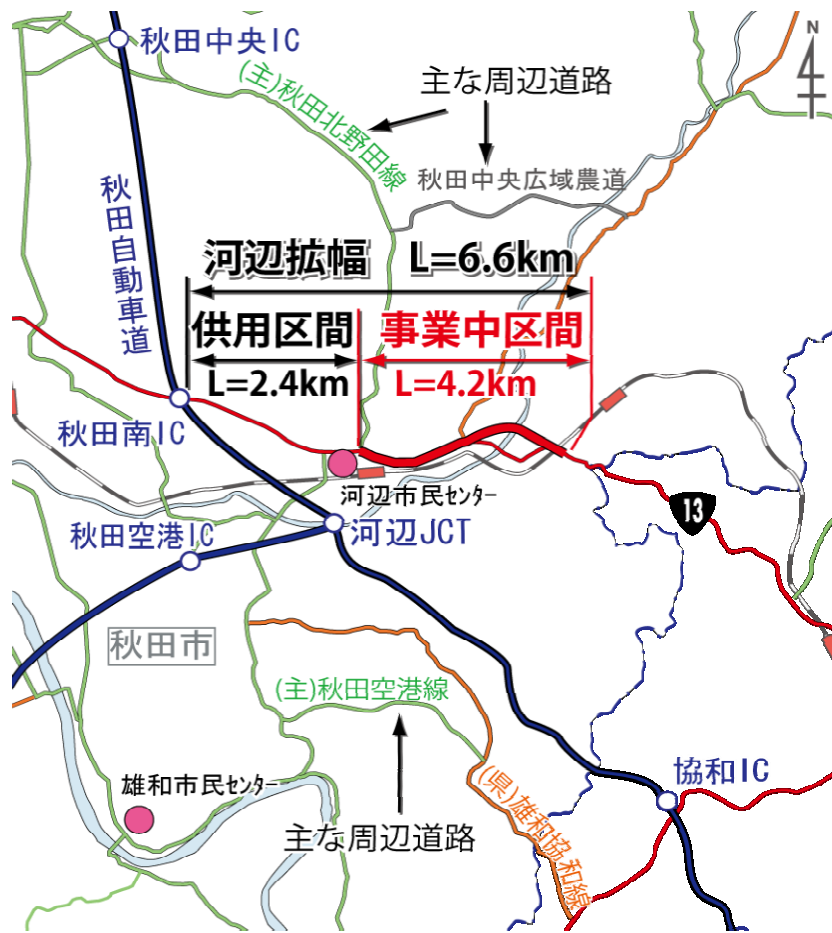 秋田中央IC
N
主な周辺道路
(主)秋田北野田線
秋田中央広域農道
秋田自動車道
河辺拡幅 L=6.6km
供用区間
事業中区間
L=2.4km
L=4.2km
秋田南IC
河辺市民ｾﾝﾀｰ
13
秋田空港IC
河辺JCT
秋田市
(主)秋田空港線
協和IC
雄和市民ｾﾝﾀｰ
主な周辺道路
(県)雄和協和線